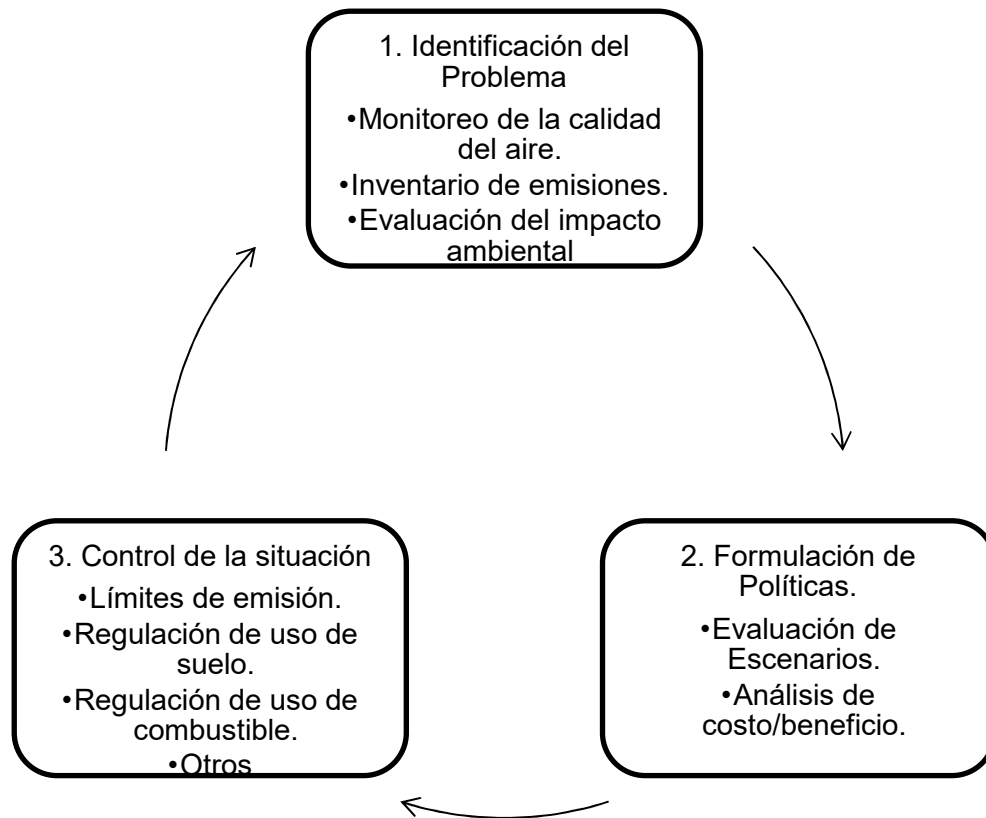 1. Identificación del
Problema
•Monitoreo de la calidad
del aire.
•Inventario de emisiones.
•Evaluación del impacto
ambiental
3. Control de la situación
•Límites de emisión.
•Regulación de uso de
suelo.
•Regulación de uso de
combustible.
•Otros
2. Formulación de
Políticas.
•Evaluación de
Escenarios.
•Análisis de
costo/beneficio.